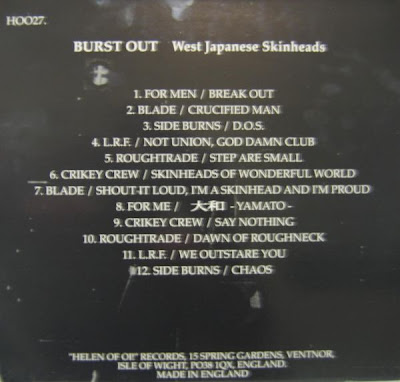 HOO27.
BURST OUT West Japanese Skinheads
1. FOR MEN / BREAK OUT
2. BLADE / CRUCIFIED MAN
3. SIDE BURNS / D.O.S.
4. L.R.F. / NOT UNION, GOD DAMN CLUB
5. ROUGHTRADE / STEP ARE SMALL
6. CRIKEY CREW / SKINHEADS OF WONDERFUL WORLD
7. BLADE / SHOUT-IT LOUD, I'M A SKINHEAD AND I'M PROUD
8. FOR ME / 大和 - YAMATO -
9. CRIKEY CREW / SAY NOTHING
10. ROUGHTRADE / DAWN OF ROUGHNECK
11. L.R.F. / WE OUTSTARE YOU
12. SIDE BURNS / CHAOS
"HELEN OF OI!" RECORDS, 15 SPRING GARDENS, VENTNOR,
ISLE OF WIGHT, PO38 1QX, ENGLAND.
MADE IN ENGLAND